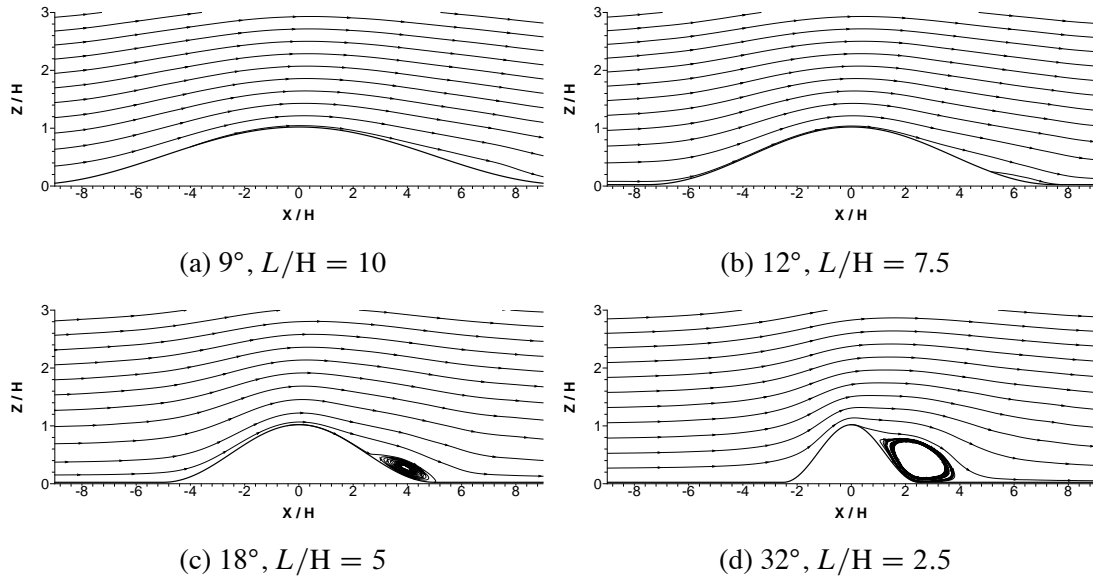 3
2
1
0
Z / H
-8 -6 -4 -2 0 2 4 6 8
X / H
(a) 9°, L/H = 10
3
2
1
0
Z / H
-8 -6 -4 -2 0 2 4 6 8
X / H
(b) 12°, L/H = 7.5
3
2
1
0
Z / H
-8 -6 -4 -2 0 2 4 6 8
X / H
(c) 18°, L/H = 5
3
2
1
0
Z / H
-8 -6 -4 -2 0 2 4 6 8
X / H
(d) 32°, L/H = 2.5